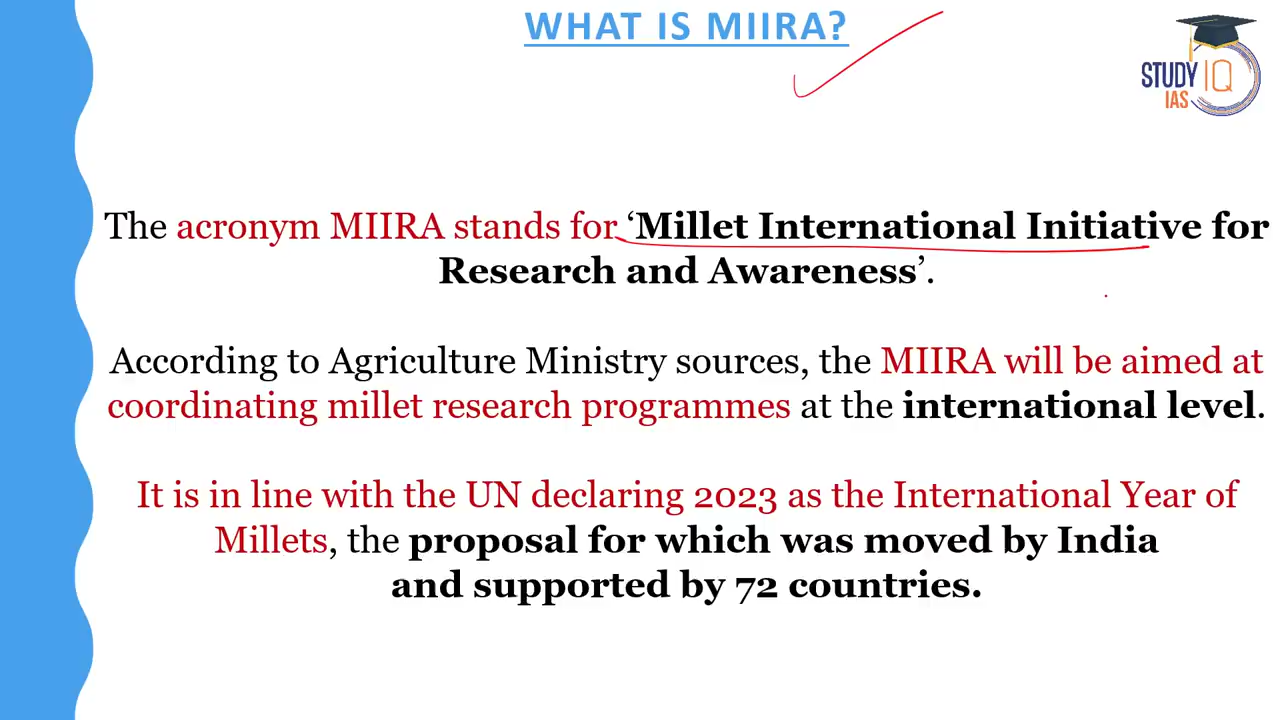 WHAT IS MIIRA?
STUDY IQ
IAS
The acronym MIIRA stands for ‘Millet International Initiative for
Research and Awareness’.
According to Agriculture Ministry sources, the MIIRA will be aimed at
coordinating millet research programmes at the international level.
It is in line with the UN declaring 2023 as the International Year of
Millets, the proposal for which was moved by India
and supported by 72 countries.